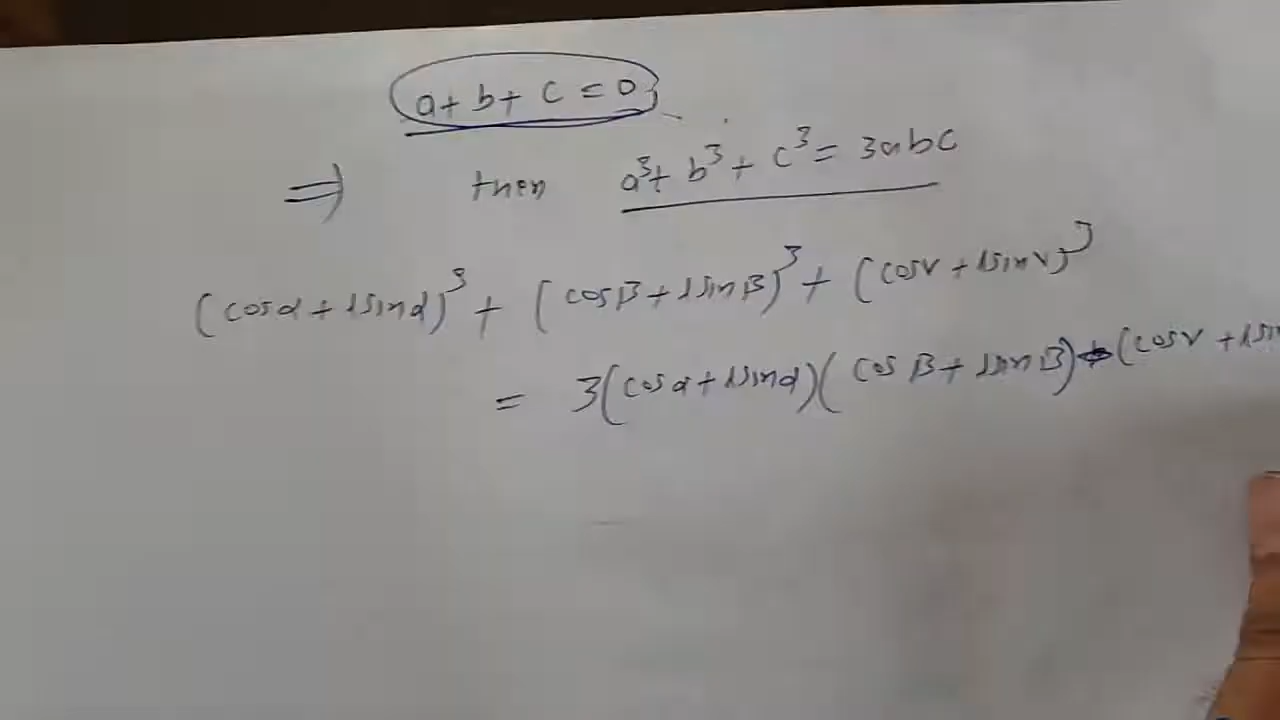 a + b + c = 0
⇒ then a³ + b³ + c³ = 3abc
(cosα + isinα)³ + (cosβ + isinβ)³ + (cosγ + isinγ)³
= 3(cosα + isinα)(cosβ + isinβ)(cosγ + isin